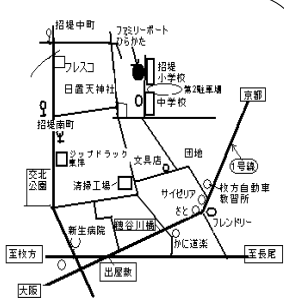 招堤中町
ファミリーポート
ひらかた
フレスコ
招堤
小学校
日置天神社
第2駐車場
中学校
京都
招堤南町
ジップドラッグ
東洋
文具店
団地
1号線
交北
公園
清掃工場
サイゼリア
枚方自動車
教習所
さと
フレンドリー
穂谷川橋
新生病院
かに道楽
至枚方
至長尾
出屋敷
大阪